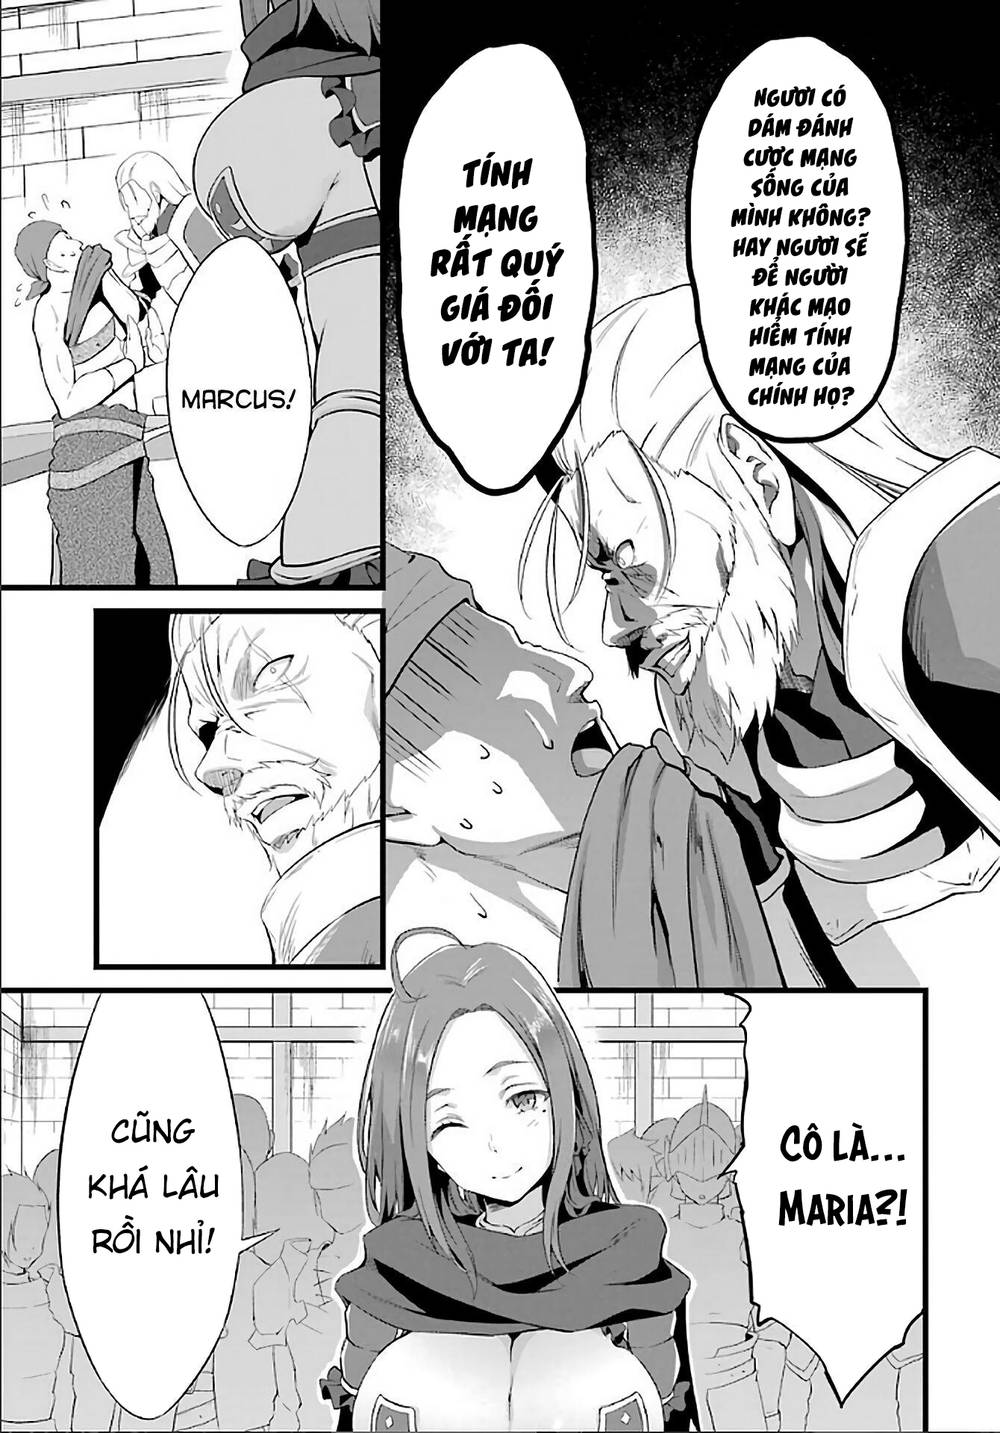 NGƯƠI CÓ
DÁM ĐÁNH
CƯỢC MẠNG
SỐNG CỦA
MÌNH KHÔNG?
HAY NGƯƠI SẼ
ĐỂ NGƯỜI
KHÁC MẠO
HIỂM TÍNH
MẠNG CỦA
CHÍNH HỌ?
TÍNH
MẠNG
RẤT QUÝ
GIÁ ĐỐI
VỚI TA!
MARCUS!
CÔ LÀ...
MARIA?!
CŨNG
KHÁ LÂU
RỒI NHỈ!